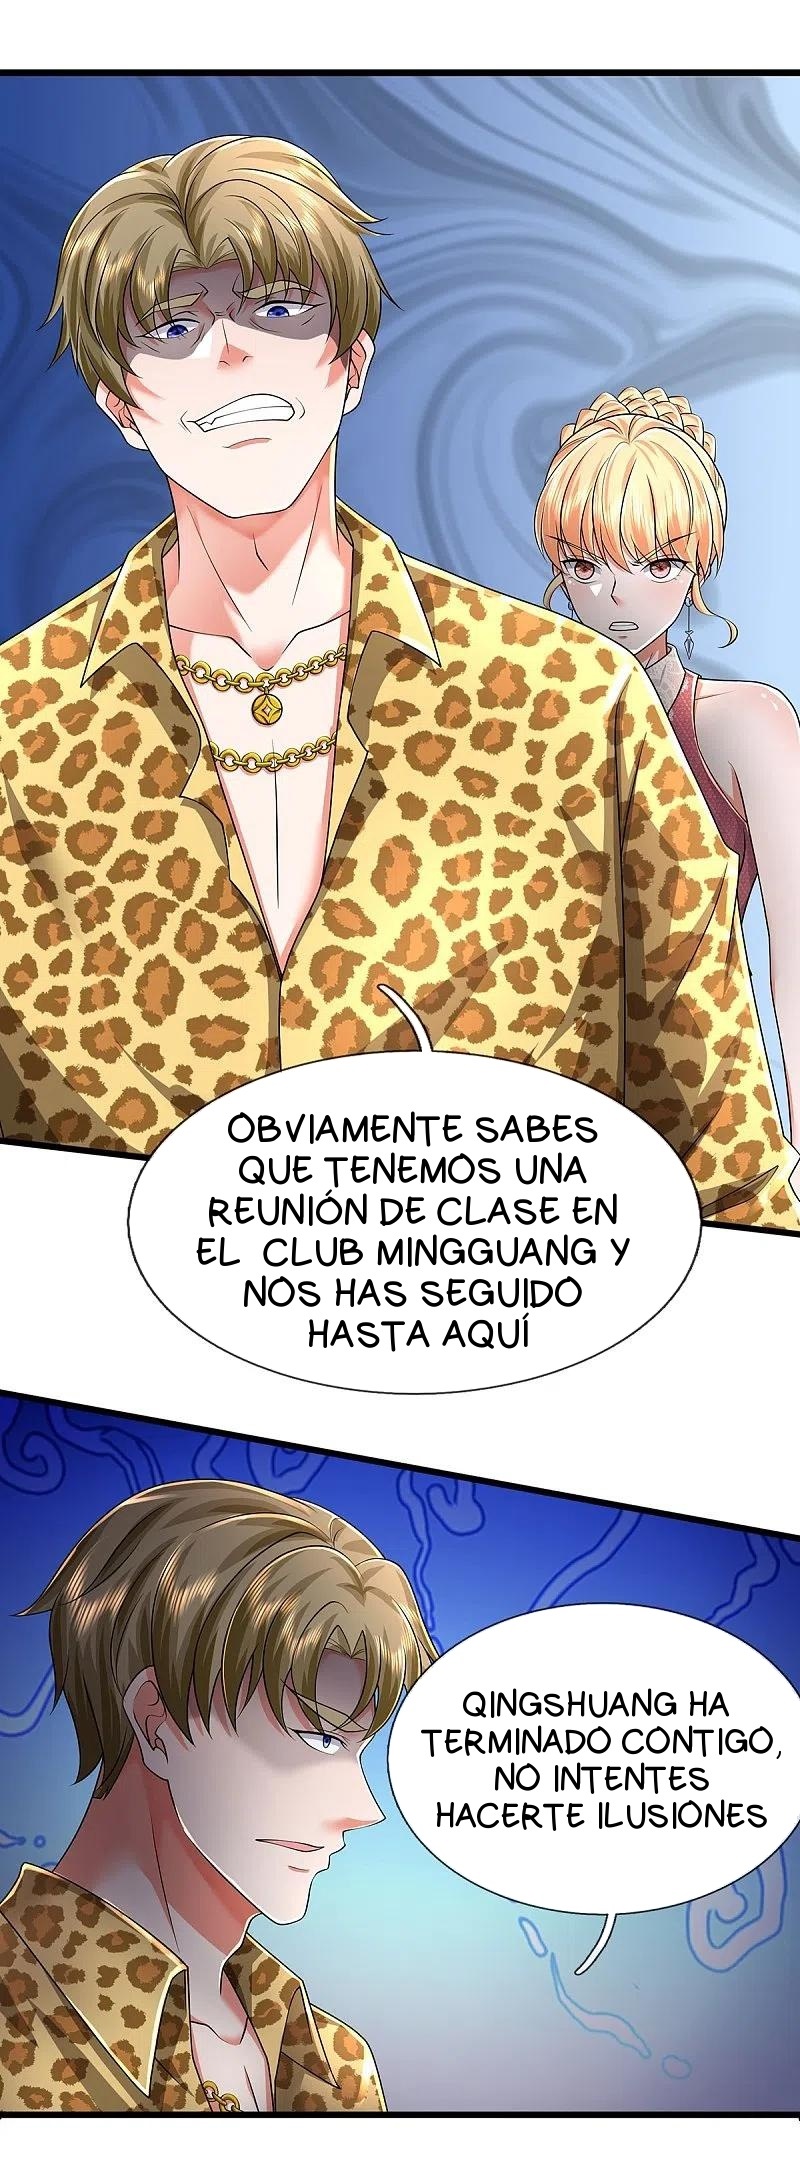 OBVIAMENTE SABES
QUE TENEMOS UNA
REUNIÓN DE CLASE EN
EL CLUB MINGGUANG Y
NOS HAS SEGUIDO
HASTA AQUÍ
QINGSHUANG HA
TERMINADO CONTIGO,
NO INTENTES
HACERTE ILUSIONES